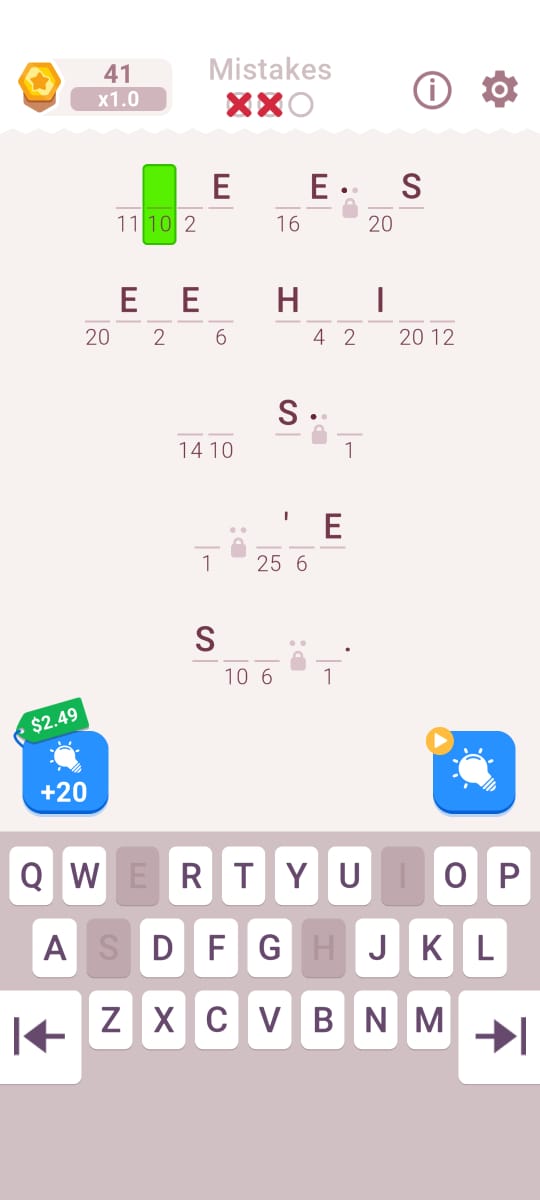 41
x1.0
Mistakes
E E S
11 10 2 16 20
E E H I
20 2 6 4 2 20 12
S
14 10 1
' E
1 25 6
S .
10 6 1
$2.49
+20
Q W E R T Y U I O P
A S D F G H J K L
Z X C V B N M